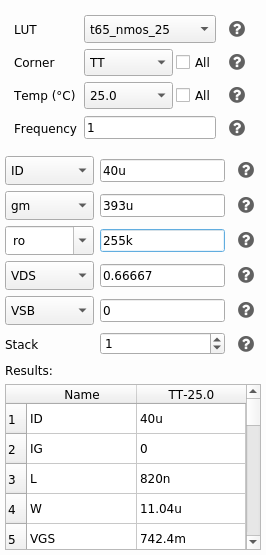 LUT t65_nmos_25 ?
Corner TT All ?
Temp (°C) 25.0 All ?
Frequency 1 ?
ID 40u ?
gm 393u ?
ro 255k ?
VDS 0.66667 ?
VSB 0 ?
Stack 1 ?
Results:
Name TT-25.0
1 ID 40u
2 IG 0
3 L 820n
4 W 11.04u
5 VGS 742.4m